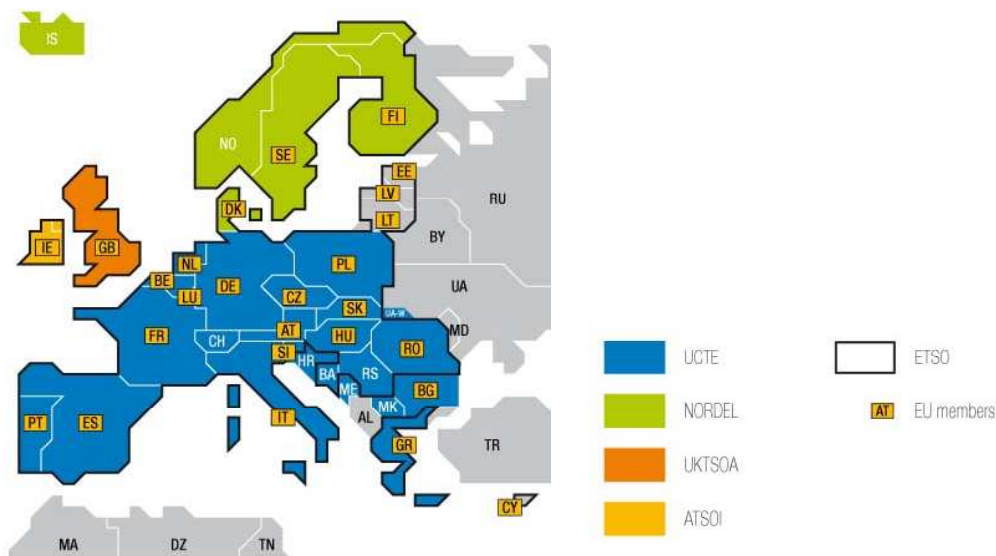 IS
FI
NO
SE
EE
LV
RU
DK
LT
IE
GB
BY
NL
BE
DE
PL
LU
CZ
UA
SK
UA-W
FR
CH
AT
HU
MD
SI
RO
HR
BA
RS
ME
BG
MK
PT
ES
IT
AL
GR
TR
CY
MA
DZ
TN
UCTE
ETSO
NORDEL
AT
EU members
UKTSOA
ATSOI